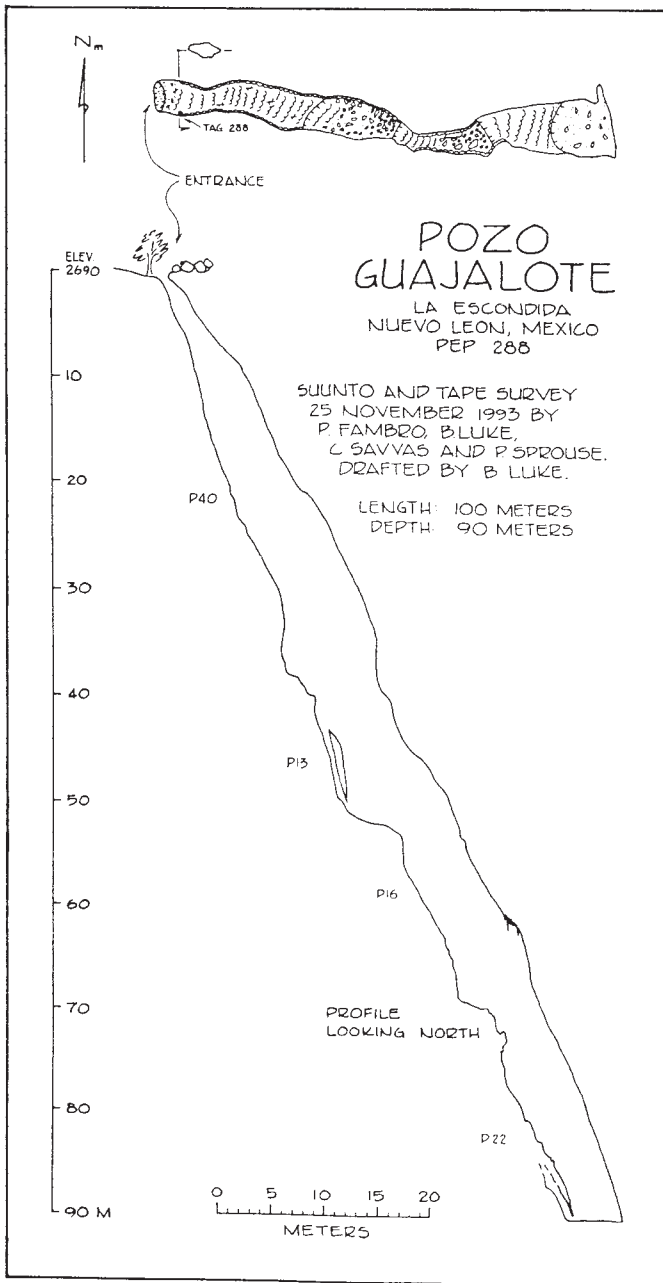 Nm
TAG 288
ENTRANCE
POZO
GUAJALOTE
LA ESCONDIDA
NUEVO LEON, MEXICO
PEP 288
SUUNTO AND TAPE SURVEY
25 NOVEMBER 1993 BY
P. FAMBRO, B. LUKE,
C SAVVAS AND P. SPROUSE.
DRAFTED BY B LUKE.
LENGTH: 100 METERS
DEPTH: 90 METERS
ELEV.
2690
10
20
P40
30
40
P13
50
P16
60
70
PROFILE
LOOKING NORTH
80
P22
90 M
0 10 20
METERS